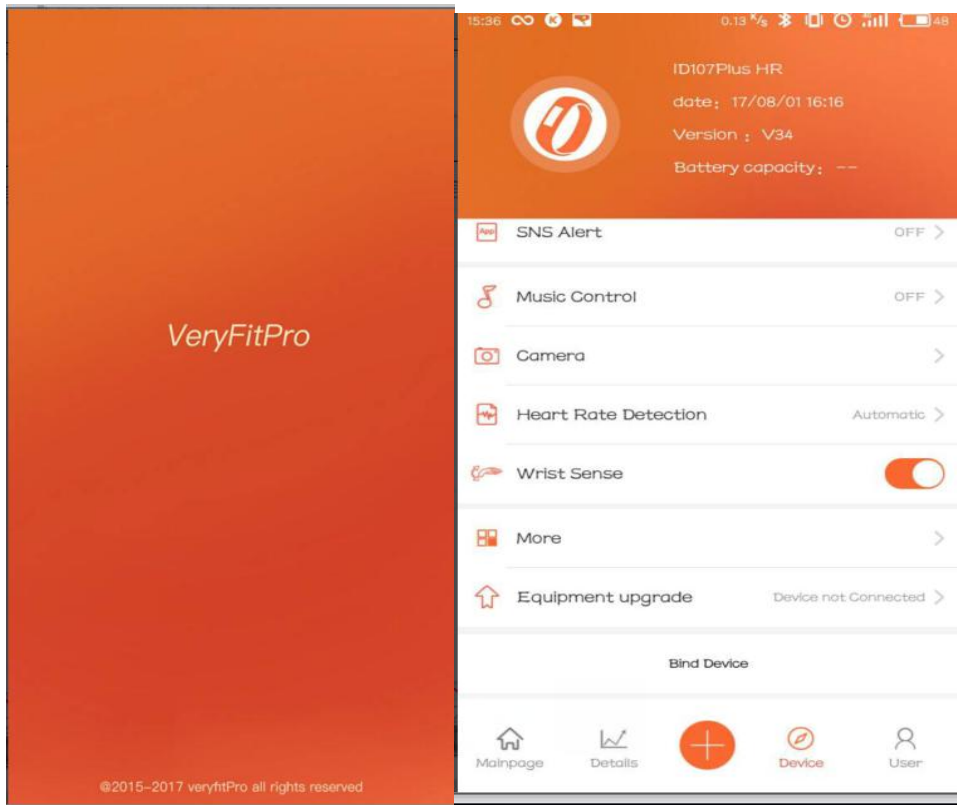 VeryFitPro
@2015-2017 veryfitPro all rights reserved
15:36 0.13 K/s 48
ID107Plus HR
date: 17/08/01 16:16
Version : V34
Battery capacity: --
App SNS Alert OFF
Music Control OFF
Camera
Heart Rate Detection Automatic
Wrist Sense
More
Equipment upgrade Device not Connected
Bind Device
Mainpage Details Device User